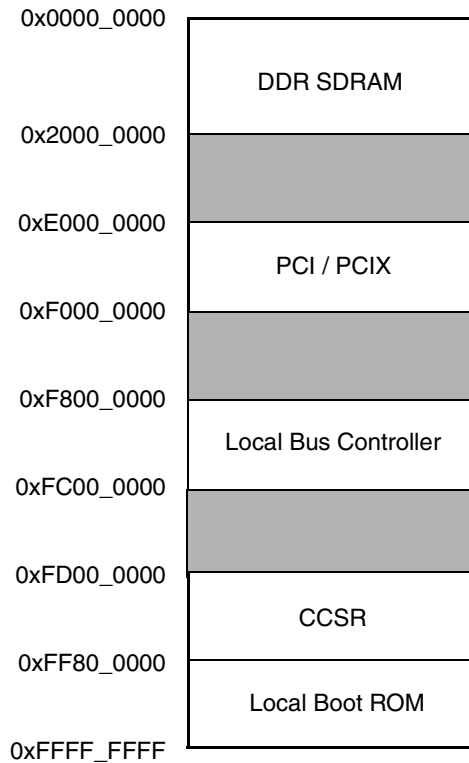 0x0000_0000
DDR SDRAM
0x2000_0000
0xE000_0000
PCI / PCIX
0xF000_0000
0xF800_0000
Local Bus Controller
0xFC00_0000
0xFD00_0000
CCSR
0xFF80_0000
Local Boot ROM
0xFFFF_FFFF